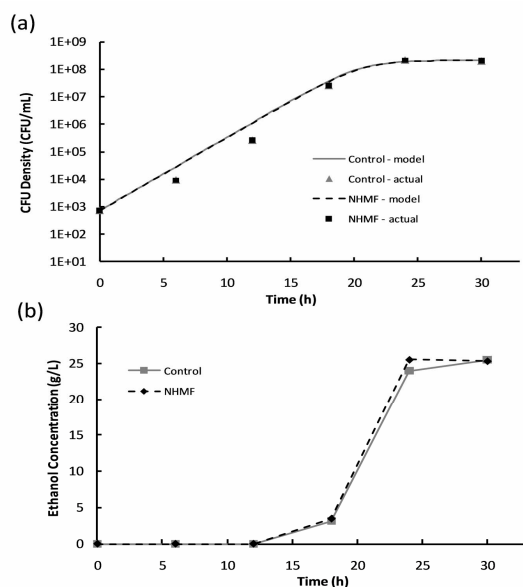 (a)
1E+09
1E+08
1E+07
1E+06
1E+05
1E+04
1E+03
1E+02
1E+01
CFU Density (CFU/mL)
Control - model
Control - actual
NHMF - model
NHMF - actual
0 5 10 15 20 25 30
Time (h)
(b)
30
25
20
15
10
5
0
Ethanol Concentration (g/L)
Control
NHMF
0 5 10 15 20 25 30
Time (h)